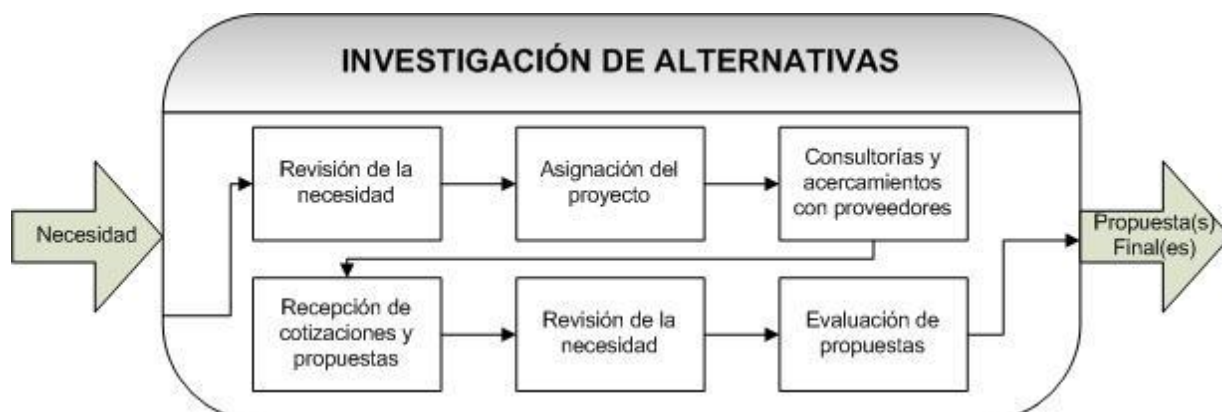 INVESTIGACIÓN DE ALTERNATIVAS
Necesidad
Revisión de la
necesidad
Asignación del
proyecto
Consultorías y
acercamientos
con proveedores
Recepción de
cotizaciones y
propuestas
Revisión de la
necesidad
Evaluación de
propuestas
Propuesta(s)
Final(es)